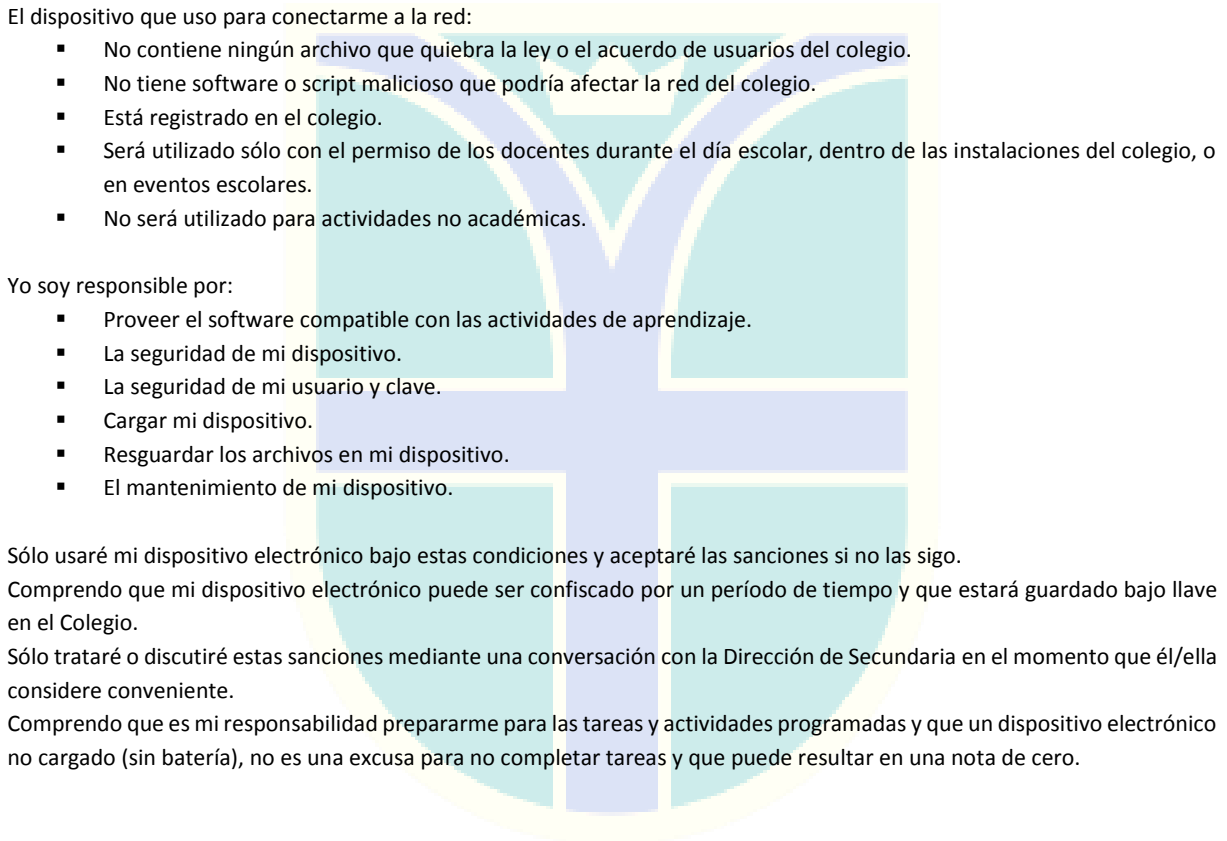 El dispositivo que uso para conectarme a la red:
▪ No contiene ningún archivo que quiebra la ley o el acuerdo de usuarios del colegio.
▪ No tiene software o script malicioso que podría afectar la red del colegio.
▪ Está registrado en el colegio.
▪ Será utilizado sólo con el permiso de los docentes durante el día escolar, dentro de las instalaciones del colegio, o
en eventos escolares.
▪ No será utilizado para actividades no académicas.
Yo soy responsible por:
▪ Proveer el software compatible con las actividades de aprendizaje.
▪ La seguridad de mi dispositivo.
▪ La seguridad de mi usuario y clave.
▪ Cargar mi dispositivo.
▪ Resguardar los archivos en mi dispositivo.
▪ El mantenimiento de mi dispositivo.
Sólo usaré mi dispositivo electrónico bajo estas condiciones y aceptaré las sanciones si no las sigo.
Comprendo que mi dispositivo electrónico puede ser confiscado por un período de tiempo y que estará guardado bajo llave
en el Colegio.
Sólo trataré o discutiré estas sanciones mediante una conversación con la Dirección de Secundaria en el momento que él/ella
considere conveniente.
Comprendo que es mi responsabilidad prepararme para las tareas y actividades programadas y que un dispositivo electrónico
no cargado (sin batería), no es una excusa para no completar tareas y que puede resultar en una nota de cero.